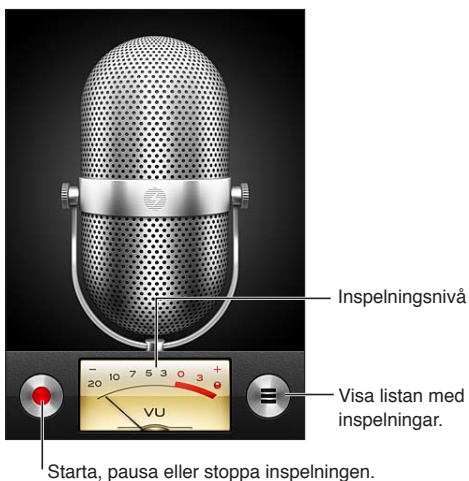 Inspelningsnivå
− +
20 10 7 5 3 0 3
VU
Visa listan med
inspelningar.
Starta, pausa eller stoppa inspelningen.